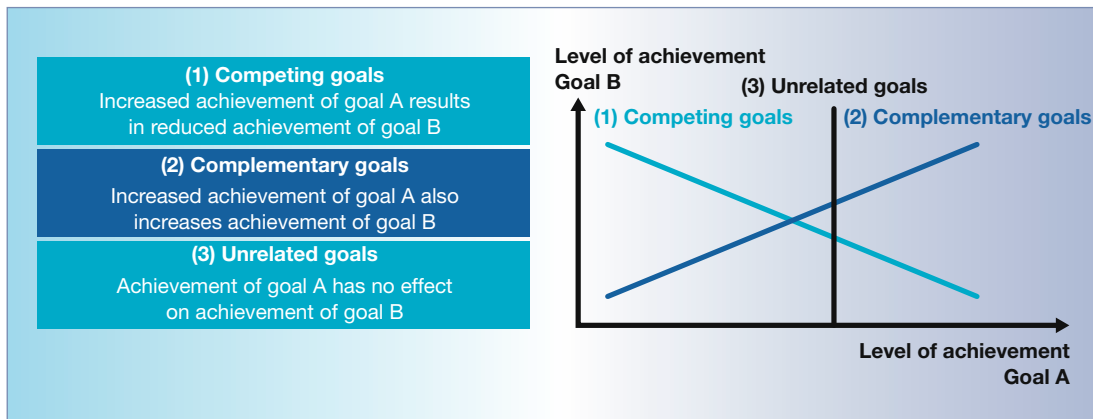 (1) Competing goals
Increased achievement of goal A results
in reduced achievement of goal B
(2) Complementary goals
Increased achievement of goal A also
increases achievement of goal B
(3) Unrelated goals
Achievement of goal A has no effect
on achievement of goal B
Level of achievement
Goal B
(3) Unrelated goals
(1) Competing goals
(2) Complementary goals
Level of achievement
Goal A